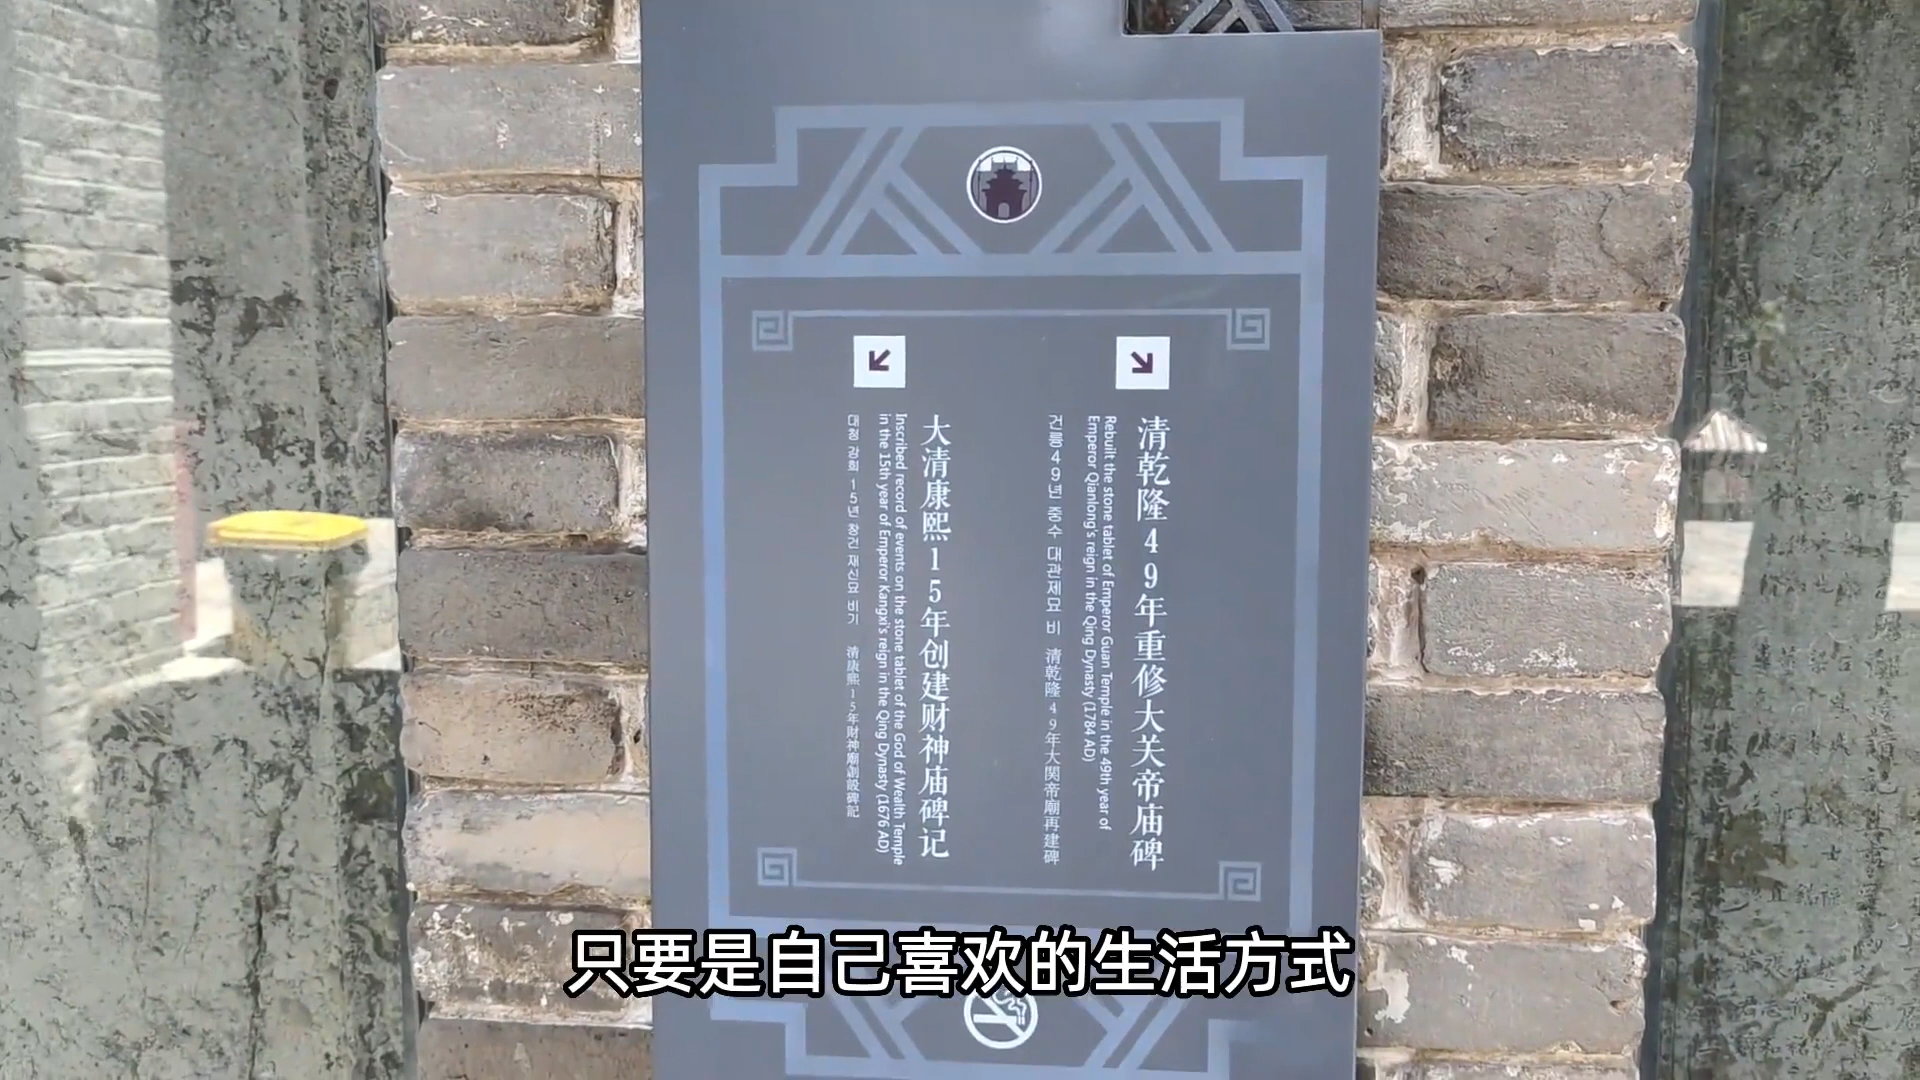 清乾隆49年重修大关帝庙碑
Rebuilt the stone tablet of Emperor Guan Temple in the 49th year of
Emperor Qianlong's reign in the Qing Dynasty (1784 AD)
건륭49년 중수 대관제묘 비 清乾隆49年大関帝廟再建碑
大清康熙15年创建财神庙碑记
Inscribed record of events on the stone tablet of the God of Wealth Temple
in the 15th year of Emperor Kangxi's reign in the Qing Dynasty (1676 AD)
대청 강희 15년 창건 재신묘 비기 清康熙15年財神廟創設碑記
只要是自己喜欢的生活方式